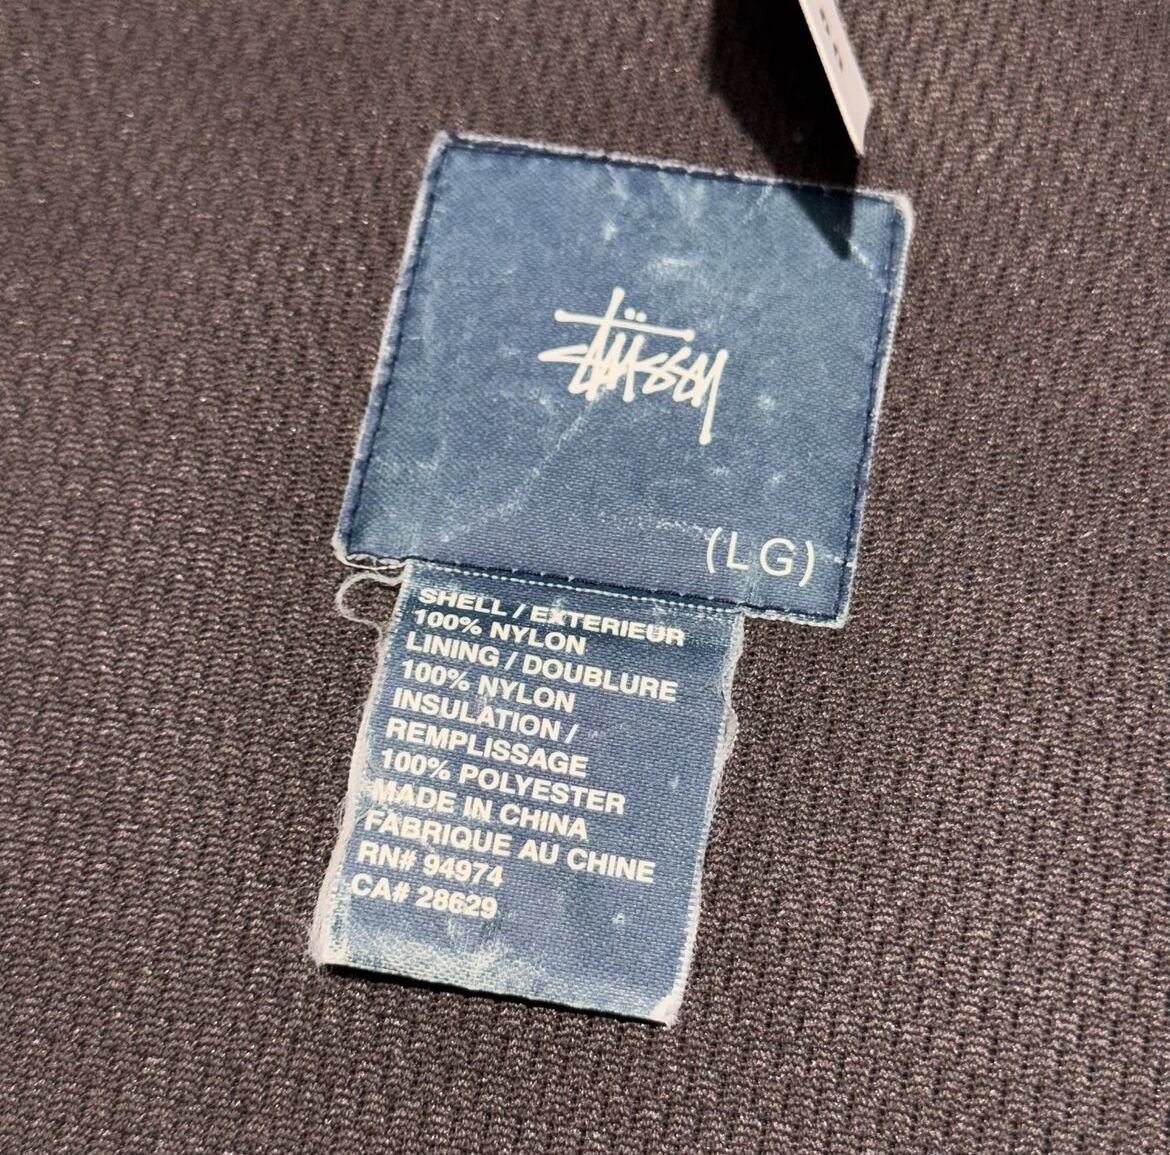 Stüssy
(LG)
SHELL / EXTERIEUR
100% NYLON
LINING / DOUBLURE
100% NYLON
INSULATION /
REMPLISSAGE
100% POLYESTER
MADE IN CHINA
FABRIQUE AU CHINE
RN# 94974
CA# 28629